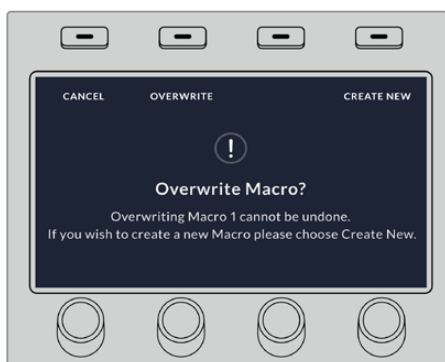 CANCEL OVERWRITE CREATE NEW
Overwrite Macro?
Overwriting Macro 1 cannot be undone.
If you wish to create a new Macro please choose Create New.